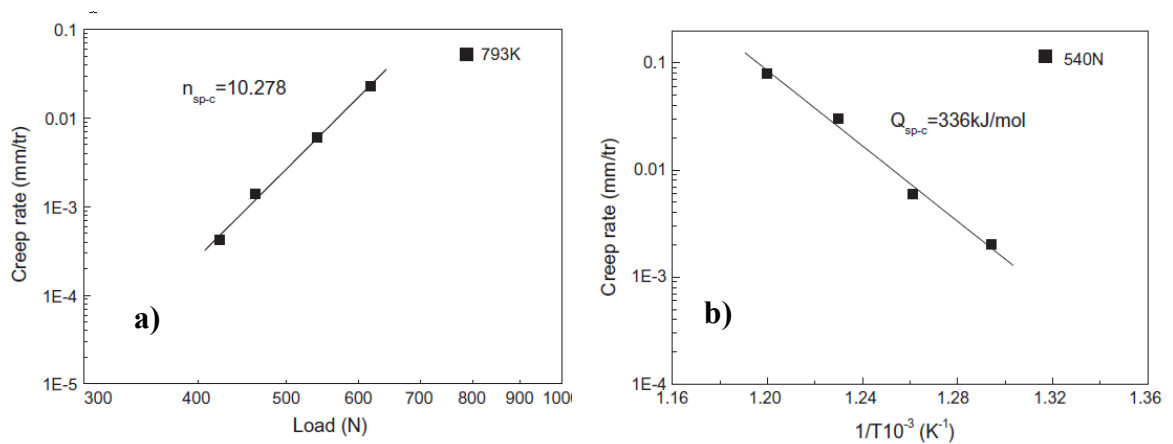 0.1
0.01
1E-3
1E-4
1E-5
Creep rate (mm/tr)
793K
n sp-c=10.278
a)
300 400 500 600 700 800 900 100
Load (N)
0.1
0.01
1E-3
1E-4
Creep rate (mm/tr)
540N
Q sp-c=336kJ/mol
b)
1.16 1.20 1.24 1.28 1.32 1.36
1/T10-3 (K-1)